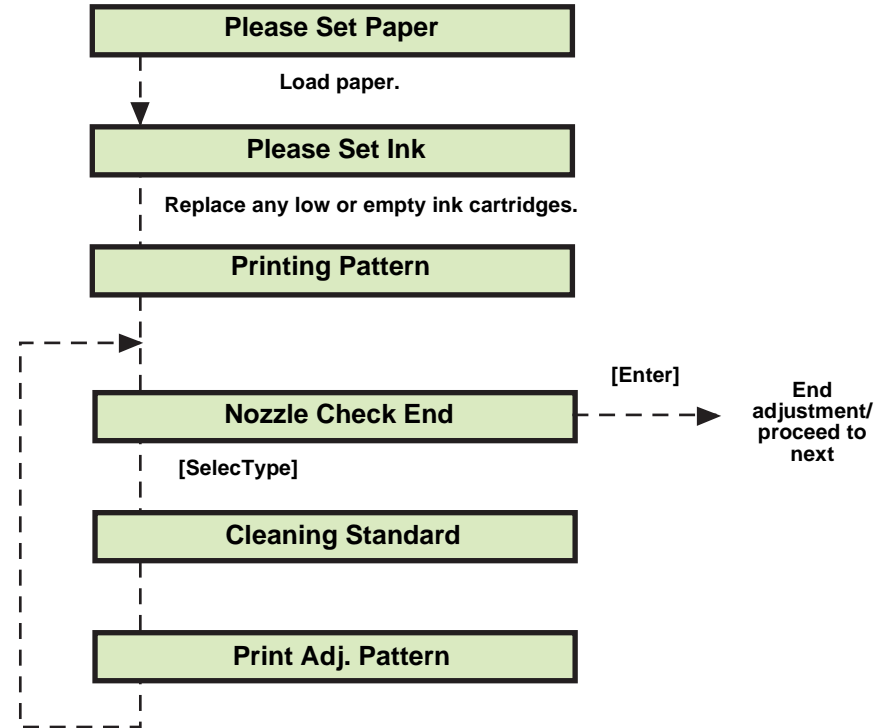 Please Set Paper
Load paper.
Please Set Ink
Replace any low or empty ink cartridges.
Printing Pattern
[Enter]
Nozzle Check End
End
adjustment/
proceed to
next
[SelecType]
Cleaning Standard
Print Adj. Pattern